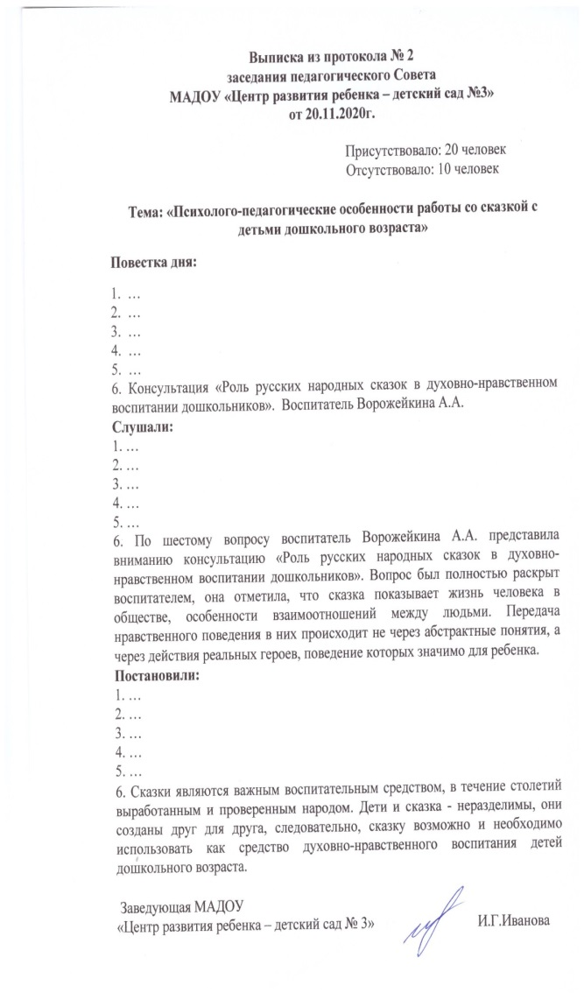 Выписка из протокола № 2
заседания педагогического Совета
МАДОУ «Центр развития ребенка – детский сад №3»
от 20.11.2020г.
Присутствовало: 20 человек
Отсутствовало: 10 человек
Тема: «Психолого-педагогические особенности работы со сказкой с
детьми дошкольного возраста»
Повестка дня:
1. …
2. …
3. …
4. …
5. …
6. Консультация «Роль русских народных сказок в духовно-нравственном
воспитании дошкольников». Воспитатель Ворожейкина А.А.
Слушали:
1. …
2. …
3. …
4. …
5. …
6. По шестому вопросу воспитатель Ворожейкина А.А. представила
вниманию консультацию «Роль русских народных сказок в духовно-
нравственном воспитании дошкольников». Вопрос был полностью раскрыт
воспитателем, она отметила, что сказка показывает жизнь человека в
обществе, особенности взаимоотношений между людьми. Передача
нравственного поведения в них происходит не через абстрактные понятия, а
через действия реальных героев, поведение которых значимо для ребенка.
Постановили:
1. …
2. …
3. …
4. …
5. …
6. Сказки являются важным воспитательным средством, в течение столетий
выработанным и проверенным народом. Дети и сказка - неразделимы, они
созданы друг для друга, следовательно, сказку возможно и необходимо
использовать как средство духовно-нравственного воспитания детей
дошкольного возраста.
Заведующая МАДОУ
«Центр развития ребенка – детский сад № 3» И.Г.Иванова